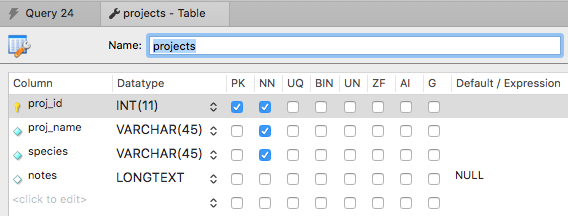 Query 24 projects - Table
Name: projects
Column Datatype PK NN UQ BIN UN ZF AI G Default / Expression
proj_id INT(11)
proj_name VARCHAR(45)
species VARCHAR(45)
notes LONGTEXT NULL
<click to edit>